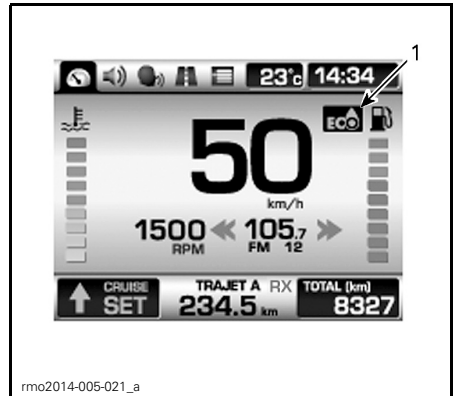 1
23°c 14:34
ECO
50
km/h
1500 RPM
105.7
FM 12
CRUISE SET
TRAJET A RX
234.5 km
TOTAL (km)
8327
rmo2014-005-021_a